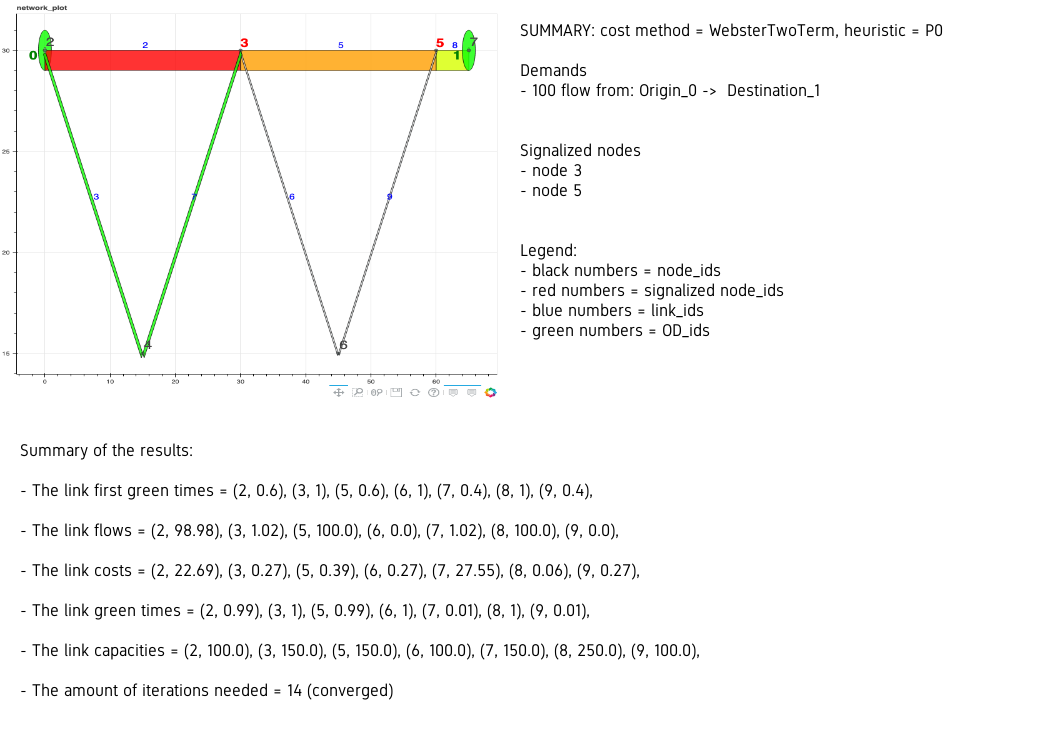 network_plot
2
2
3
5
5
8
7
0
1
30
25
20
15
3
7
6
9
4
6
0
10
20
30
40
50
60
SUMMARY: cost method = WebsterTwoTerm, heuristic = P0
Demands
- 100 flow from: Origin_0 -> Destination_1
Signalized nodes
- node 3
- node 5
Legend:
- black numbers = node_ids
- red numbers = signalized node_ids
- blue numbers = link_ids
- green numbers = OD_ids
Summary of the results:
- The link first green times = (2, 0.6), (3, 1), (5, 0.6), (6, 1), (7, 0.4), (8, 1), (9, 0.4),
- The link flows = (2, 98.98), (3, 1.02), (5, 100.0), (6, 0.0), (7, 1.02), (8, 100.0), (9, 0.0),
- The link costs = (2, 22.69), (3, 0.27), (5, 0.39), (6, 0.27), (7, 27.55), (8, 0.06), (9, 0.27),
- The link green times = (2, 0.99), (3, 1), (5, 0.99), (6, 1), (7, 0.01), (8, 1), (9, 0.01),
- The link capacities = (2, 100.0), (3, 150.0), (5, 150.0), (6, 100.0), (7, 150.0), (8, 250.0), (9, 100.0),
- The amount of iterations needed = 14 (converged)